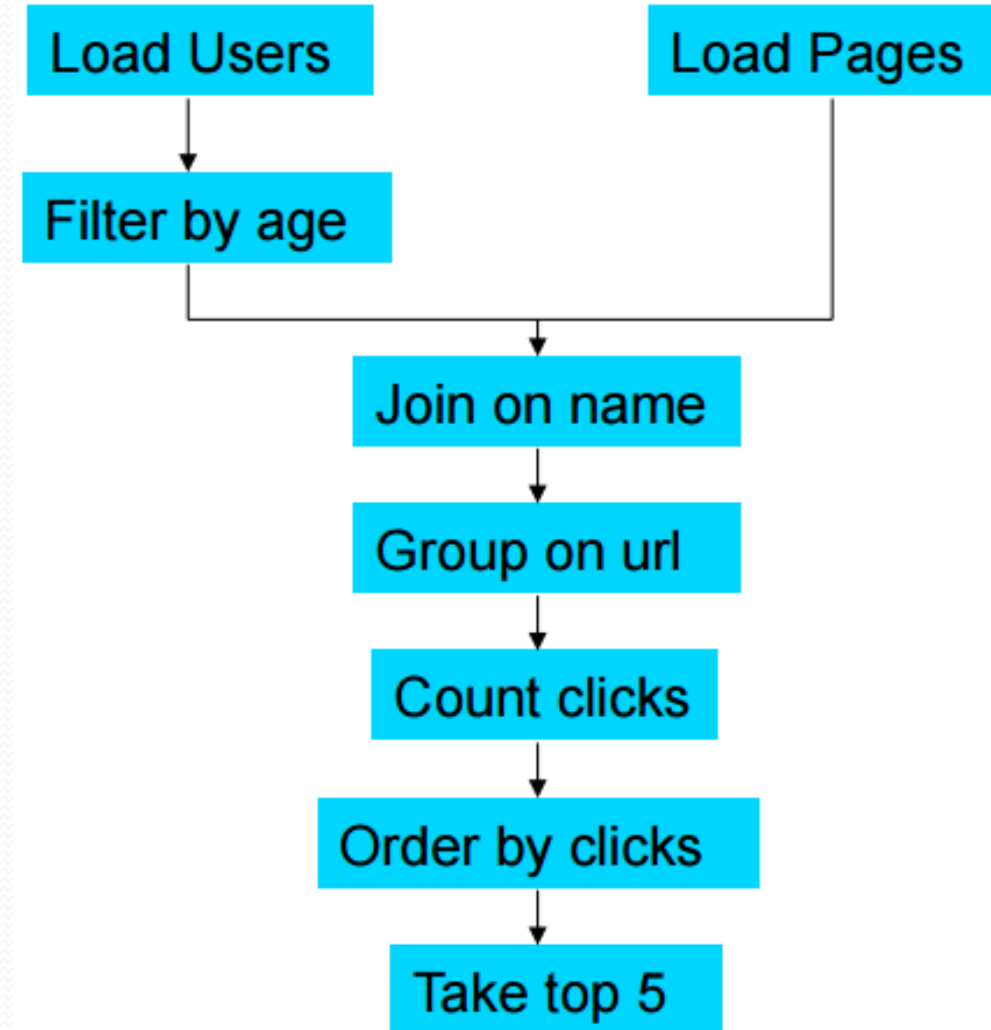 Load Users
Load Pages
Filter by age
Join on name
Group on url
Count clicks
Order by clicks
Take top 5